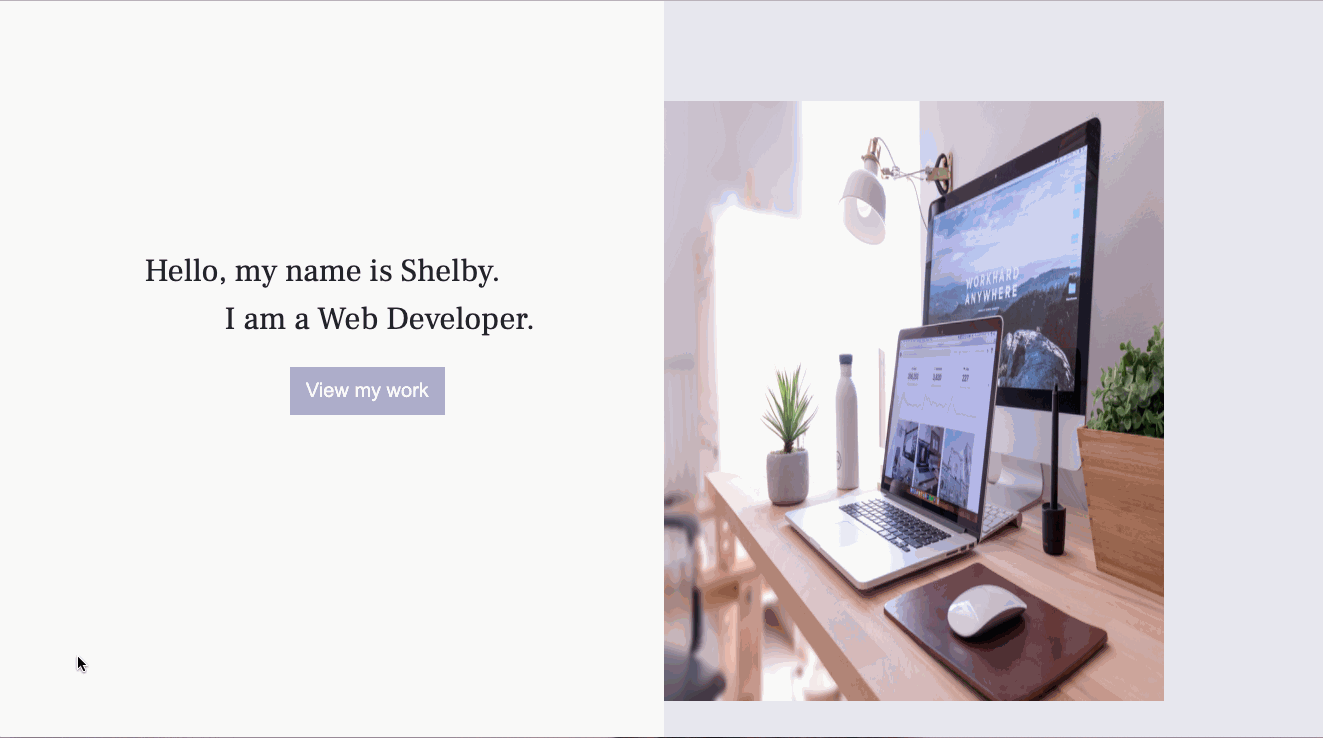 Hello, my name is Shelby.
I am a Web Developer.
View my work
WORKHARD
ANYWHERE